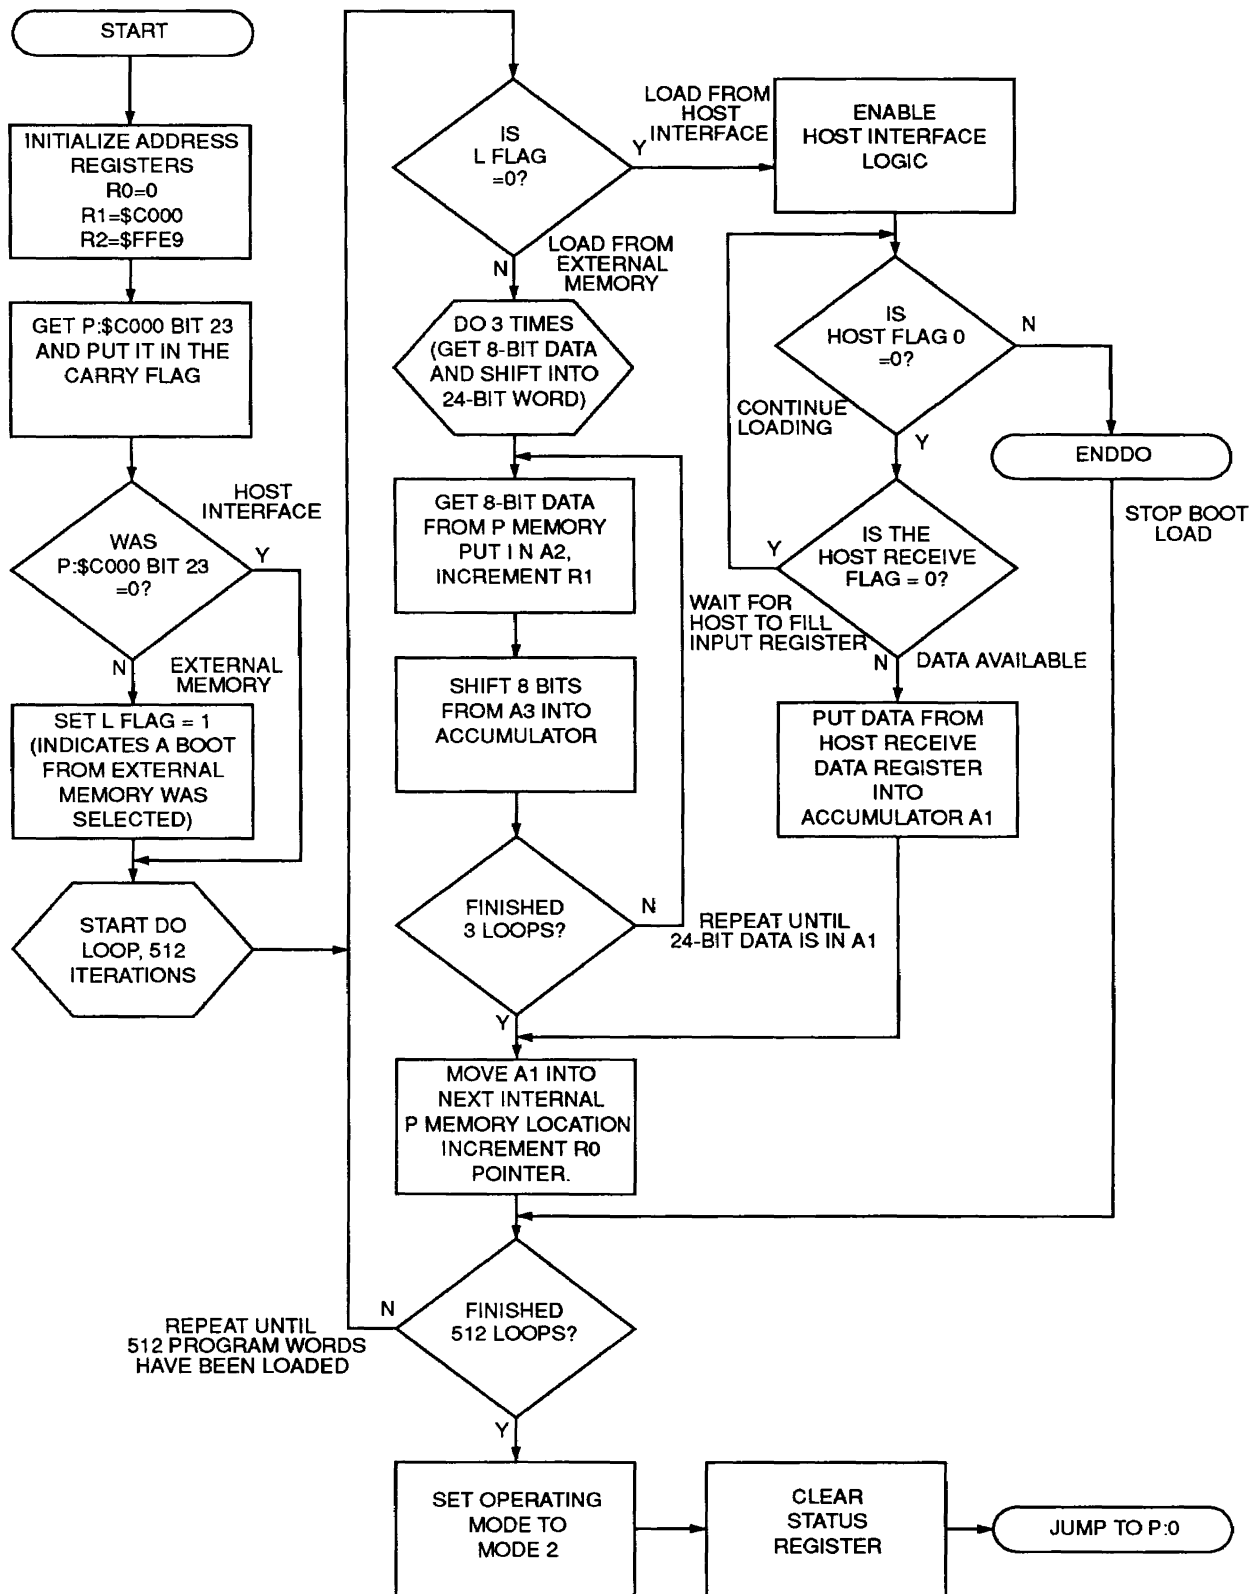 START
INITIALIZE ADDRESS
REGISTERS
R0=0
R1=$C000
R2=$FFE9
GET P:$C000 BIT 23
AND PUT IT IN THE
CARRY FLAG
HOST
INTERFACE
WAS
P:$C000 BIT 23
=0?
Y
N
EXTERNAL
MEMORY
SET L FLAG = 1
(INDICATES A BOOT
FROM EXTERNAL
MEMORY WAS
SELECTED)
START DO
LOOP, 512
ITERATIONS
IS
L FLAG
=0?
Y
LOAD FROM
HOST
INTERFACE
N
LOAD FROM
EXTERNAL
MEMORY
DO 3 TIMES
(GET 8-BIT DATA
AND SHIFT INTO
24-BIT WORD)
GET 8-BIT DATA
FROM P MEMORY
PUT I N A2,
INCREMENT R1
SHIFT 8 BITS
FROM A3 INTO
ACCUMULATOR
FINISHED
3 LOOPS?
N
REPEAT UNTIL
24-BIT DATA IS IN A1
Y
ENABLE
HOST INTERFACE
LOGIC
IS
HOST FLAG 0
=0?
N
CONTINUE
LOADING
Y
ENDDO
STOP BOOT
LOAD
IS THE
HOST RECEIVE
FLAG = 0?
Y
WAIT FOR
HOST TO FILL
INPUT REGISTER
N
DATA AVAILABLE
PUT DATA FROM
HOST RECEIVE
DATA REGISTER
INTO
ACCUMULATOR A1
MOVE A1 INTO
NEXT INTERNAL
P MEMORY LOCATION
INCREMENT R0
POINTER.
FINISHED
512 LOOPS?
N
REPEAT UNTIL
512 PROGRAM WORDS
HAVE BEEN LOADED
Y
SET OPERATING
MODE TO
MODE 2
CLEAR
STATUS
REGISTER
JUMP TO P:0